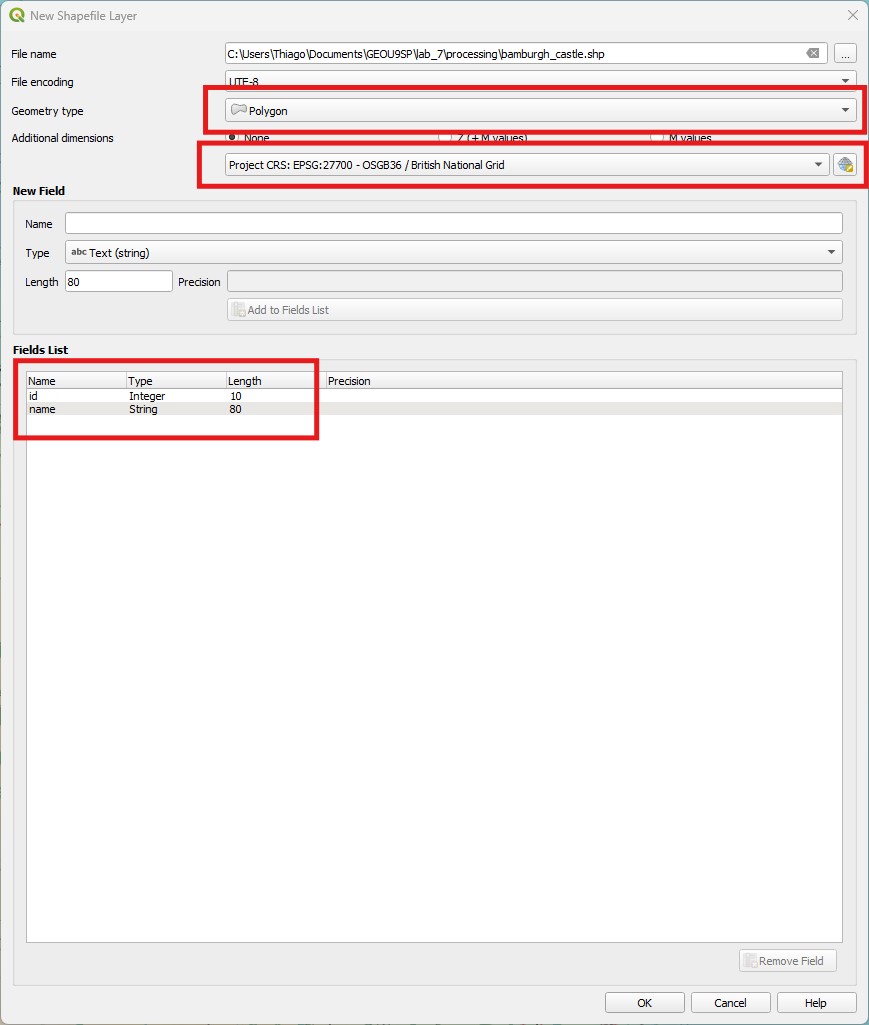 New Shapefile Layer
File name C:\Users\Thiago\Documents\GEOU9SP\lab_7\processing\bamburgh_castle.shp ...
File encoding UTF-8
Geometry type Polygon
Additional dimensions None Z (+ M values) M values
Project CRS: EPSG:27700 - OSGB36 / British National Grid
New Field
Name
Type abc Text (string)
Length 80 Precision
Add to Fields List
Fields List
Name Type Length Precision
id Integer 10
name String 80
Remove Field
OK Cancel Help